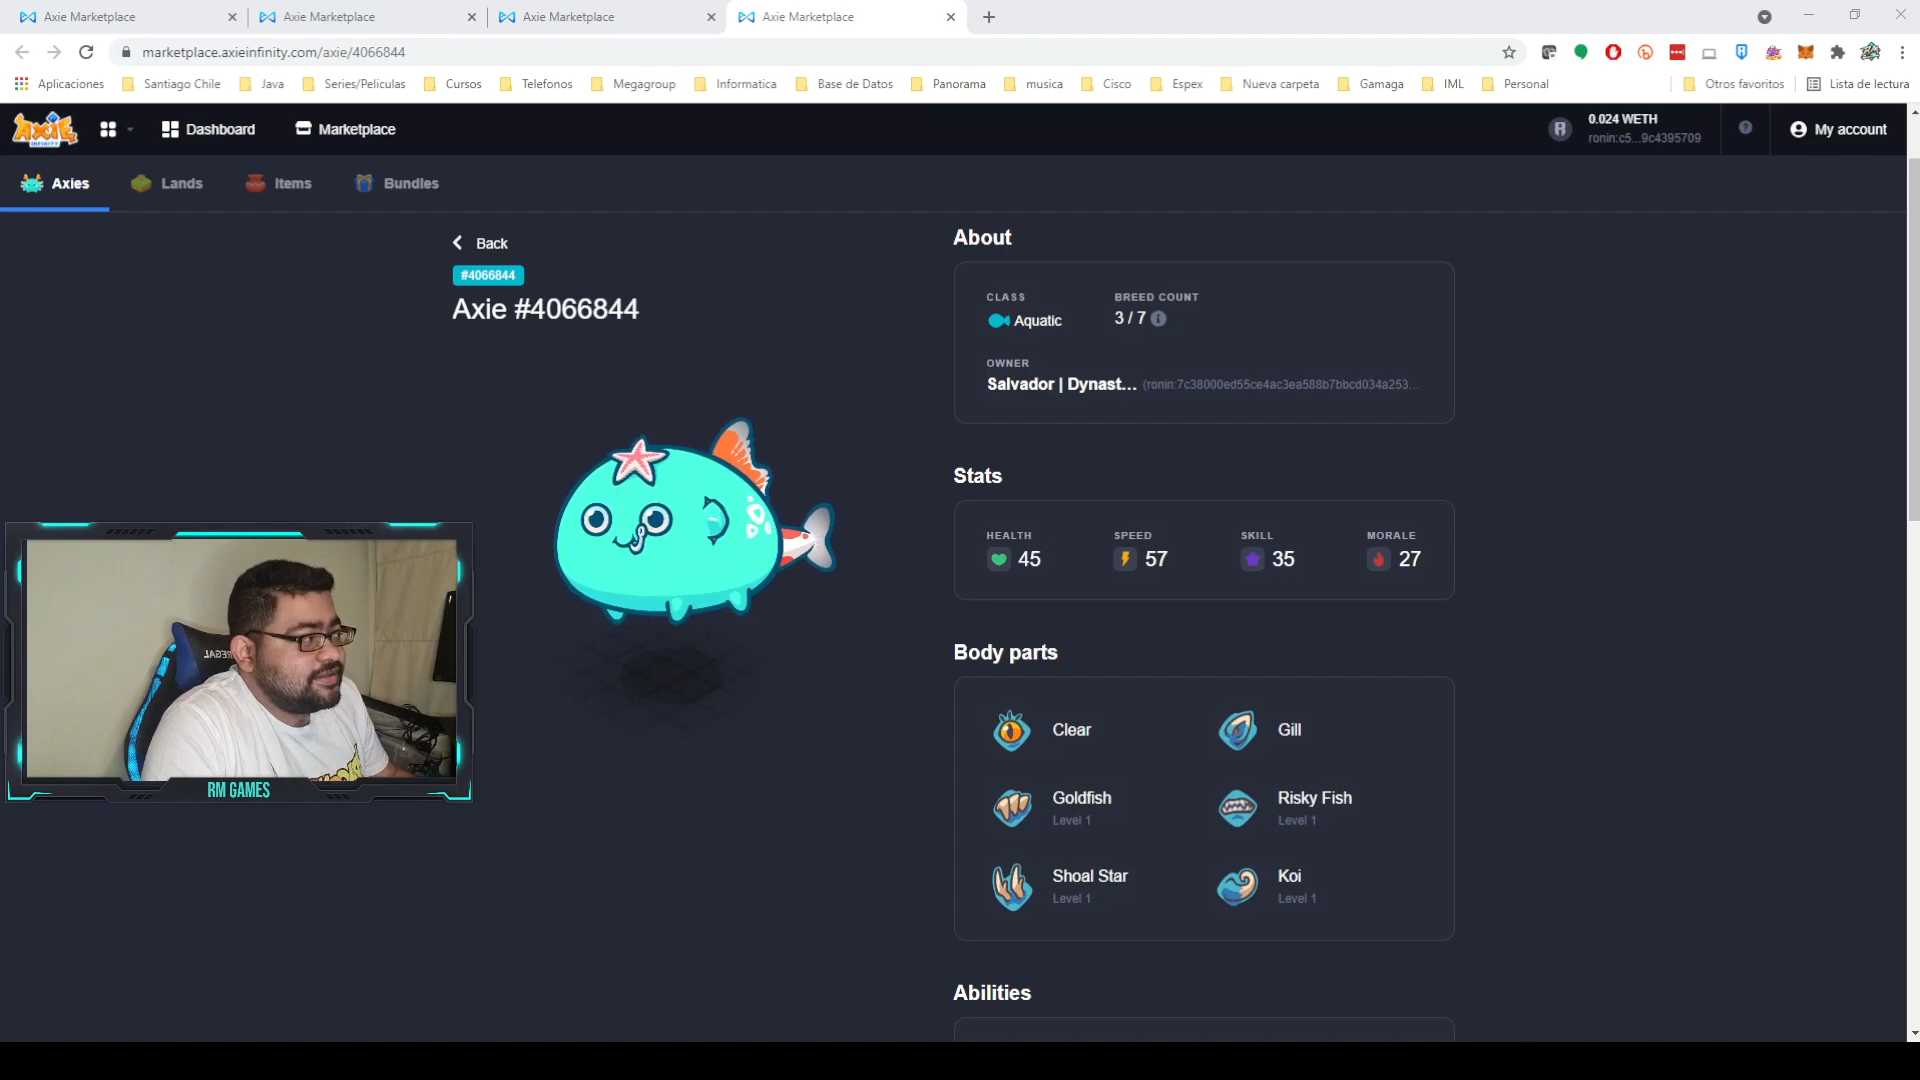 Axie Marketplace
Axie Marketplace
Axie Marketplace
Axie Marketplace
marketplace.axieinfinity.com/axie/4066844
Aplicaciones
Santiago Chile
Java
Series/Peliculas
Cursos
Telefonos
Megagroup
Informatica
Base de Datos
Panorama
musica
Cisco
Espex
Nueva carpeta
Gamaga
IML
Personal
Otros favoritos
Lista de lectura
AXIE
INFINITY
Dashboard
Marketplace
0.024 WETH
ronin:c5...9c4395709
?
My account
Axies
Lands
Items
Bundles
Back
#4066844
Axie #4066844
About
CLASS
Aquatic
BREED COUNT
3 / 7
OWNER
Salvador | Dynast... (ronin:7c38000ed55ce4ac3ea588b7bbcd034a253...
Stats
HEALTH
45
SPEED
57
SKILL
35
MORALE
27
Body parts
Clear
Gill
Goldfish
Level 1
Risky Fish
Level 1
Shoal Star
Level 1
Koi
Level 1
Abilities
RM GAMES